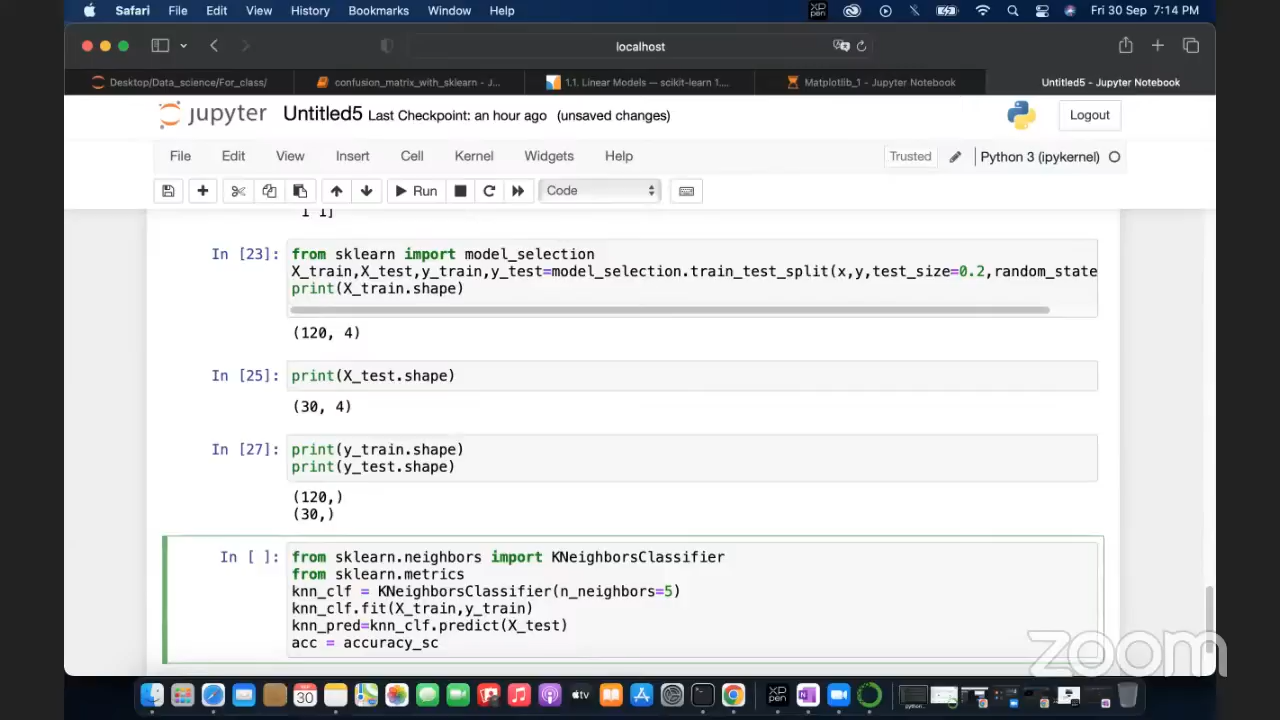 Safari File Edit View History Bookmarks Window Help Fri 30 Sep 7:14 PM
localhost
Desktop/Data_science/For_class/ confusion_matrix_with_sklearn - J... 1.1. Linear Models — scikit-learn 1.... Matplotlib_1 - Jupyter Notebook Untitled5 - Jupyter Notebook
jupyter Untitled5 Last Checkpoint: an hour ago (unsaved changes) Logout
File Edit View Insert Cell Kernel Widgets Help Trusted Python 3 (ipykernel)
Run Code
1 1]
In [23]: from sklearn import model_selection
X_train,X_test,y_train,y_test=model_selection.train_test_split(x,y,test_size=0.2,random_state
print(X_train.shape)
(120, 4)
In [25]: print(X_test.shape)
(30, 4)
In [27]: print(y_train.shape)
print(y_test.shape)
(120,)
(30,)
In [ ]: from sklearn.neighbors import KNeighborsClassifier
from sklearn.metrics
knn_clf = KNeighborsClassifier(n_neighbors=5)
knn_clf.fit(X_train,y_train)
knn_pred=knn_clf.predict(X_test)
acc = accuracy_sc
zoom